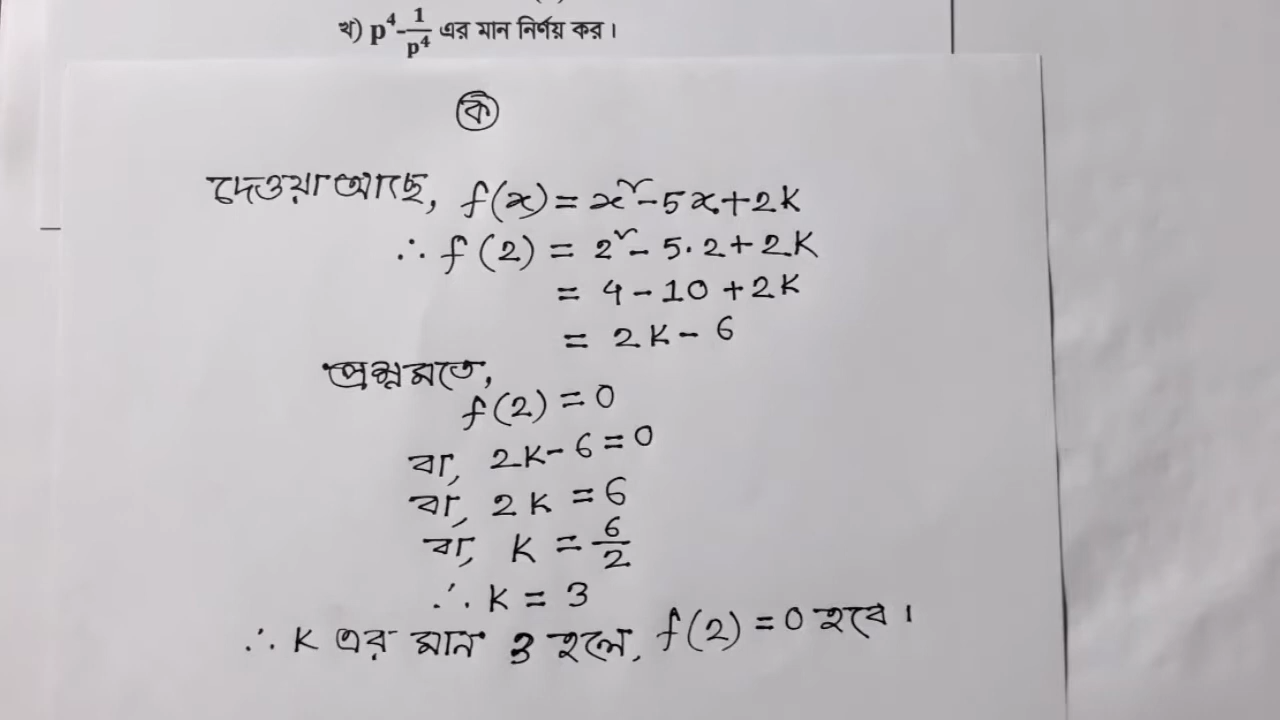 খ) p⁴-1/p⁴ এর মান নির্ণয় কর।
ক
দেওয়া আছে, f(x) = x² - 5x + 2K
∴ f(2) = 2² - 5.2 + 2K
= 4 - 10 + 2K
= 2K - 6
প্রশ্নমতে,
f(2) = 0
বা, 2K - 6 = 0
বা, 2K = 6
বা, K = 6/2
∴ K = 3
∴ K এর মান 3 হলে, f(2) = 0 হবে।